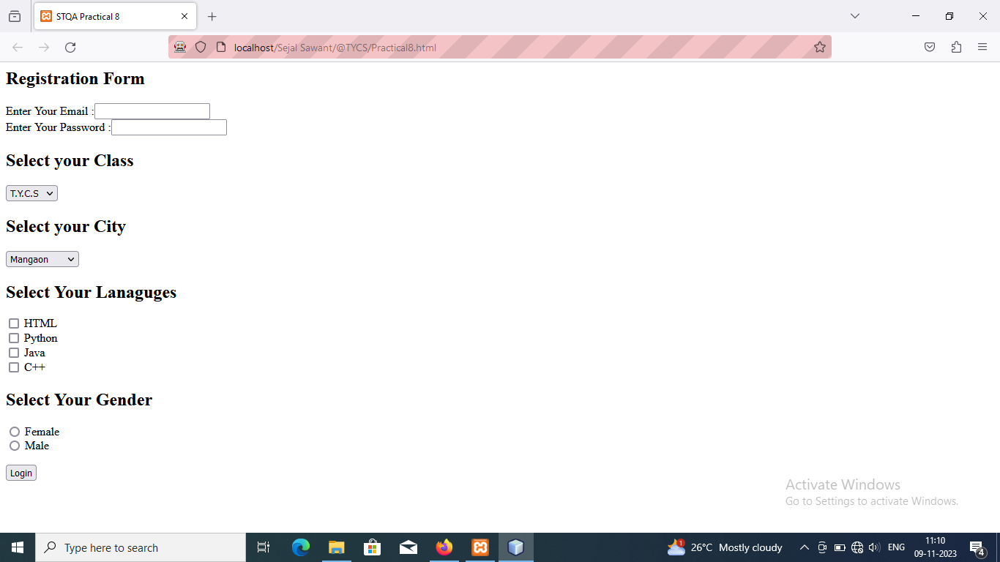 STQA Practical 8
localhost/Sejal Sawant/@TYCS/Practical8.html
Registration Form
Enter Your Email :
Enter Your Password :
Select your Class
T.Y.C.S
Select your City
Mangaon
Select Your Lanaguges
HTML
Python
Java
C++
Select Your Gender
Female
Male
Login
Activate Windows
Go to Settings to activate Windows.
Type here to search
1
26°C Mostly cloudy
ENG
11:10
09-11-2023
4